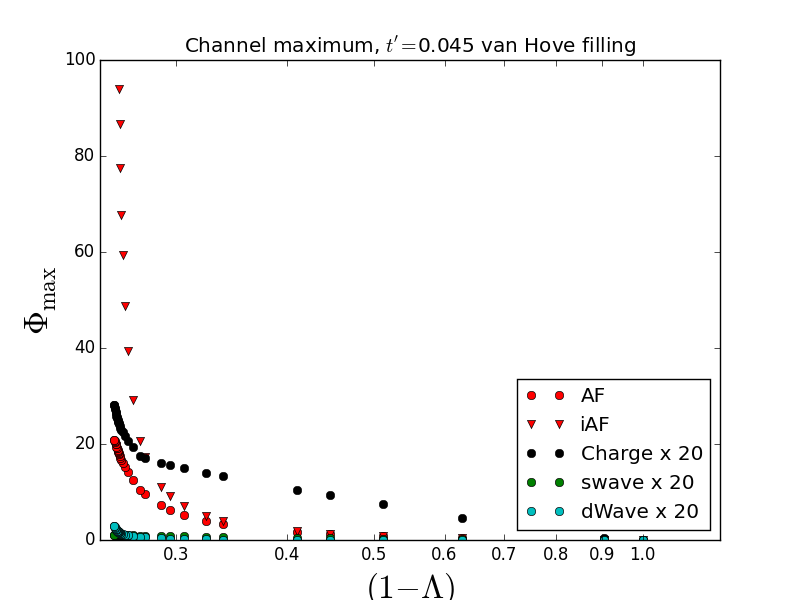 Channel maximum, t′=0.045 van Hove filling
100
80
60
40
20
0
Φmax
AF
iAF
Charge x 20
swave x 20
dWave x 20
0.3 0.4 0.5 0.6 0.7 0.8 0.9 1.0
(1−Λ)